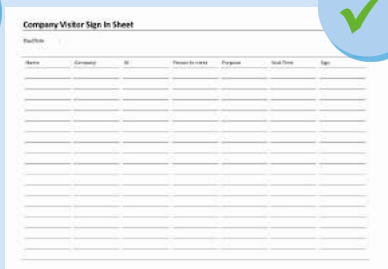 Company Visitor Sign In Sheet
Name Company ID Person to meet Purpose Visit Time Sign